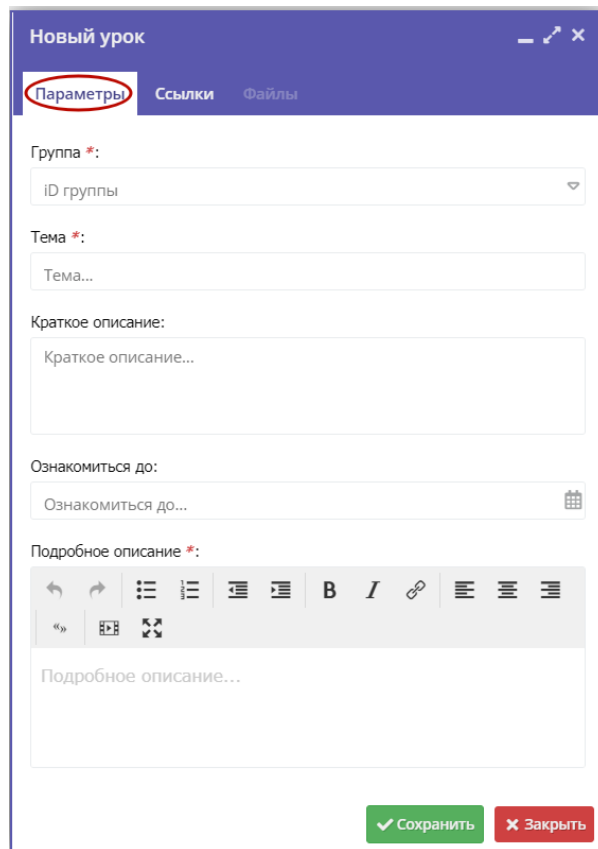 Новый урок
Параметры Ссылки Файлы
Группа *:
iD группы
Тема *:
Тема...
Краткое описание:
Краткое описание...
Ознакомиться до:
Ознакомиться до...
Подробное описание *:
B I
«»
Подробное описание...
Сохранить Закрыть